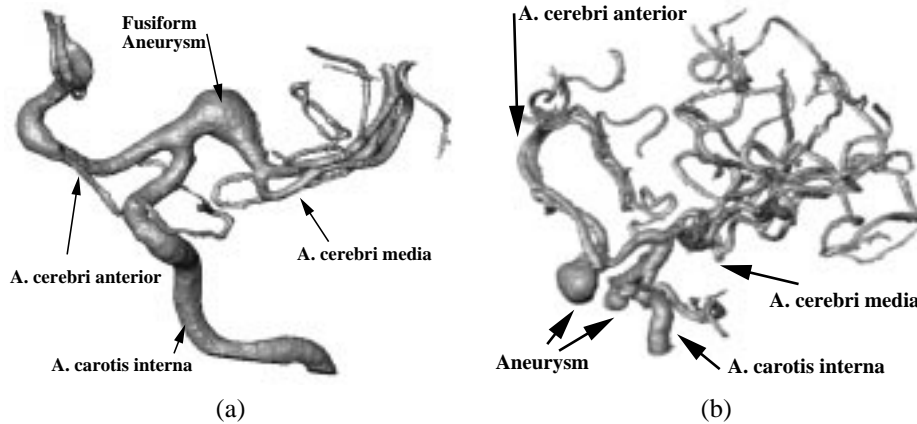 Fusiform
Aneurysm
A. cerebri anterior
A. cerebri media
A. carotis interna
(a)
A. cerebri anterior
A. cerebri media
Aneurysm
A. carotis interna
(b)